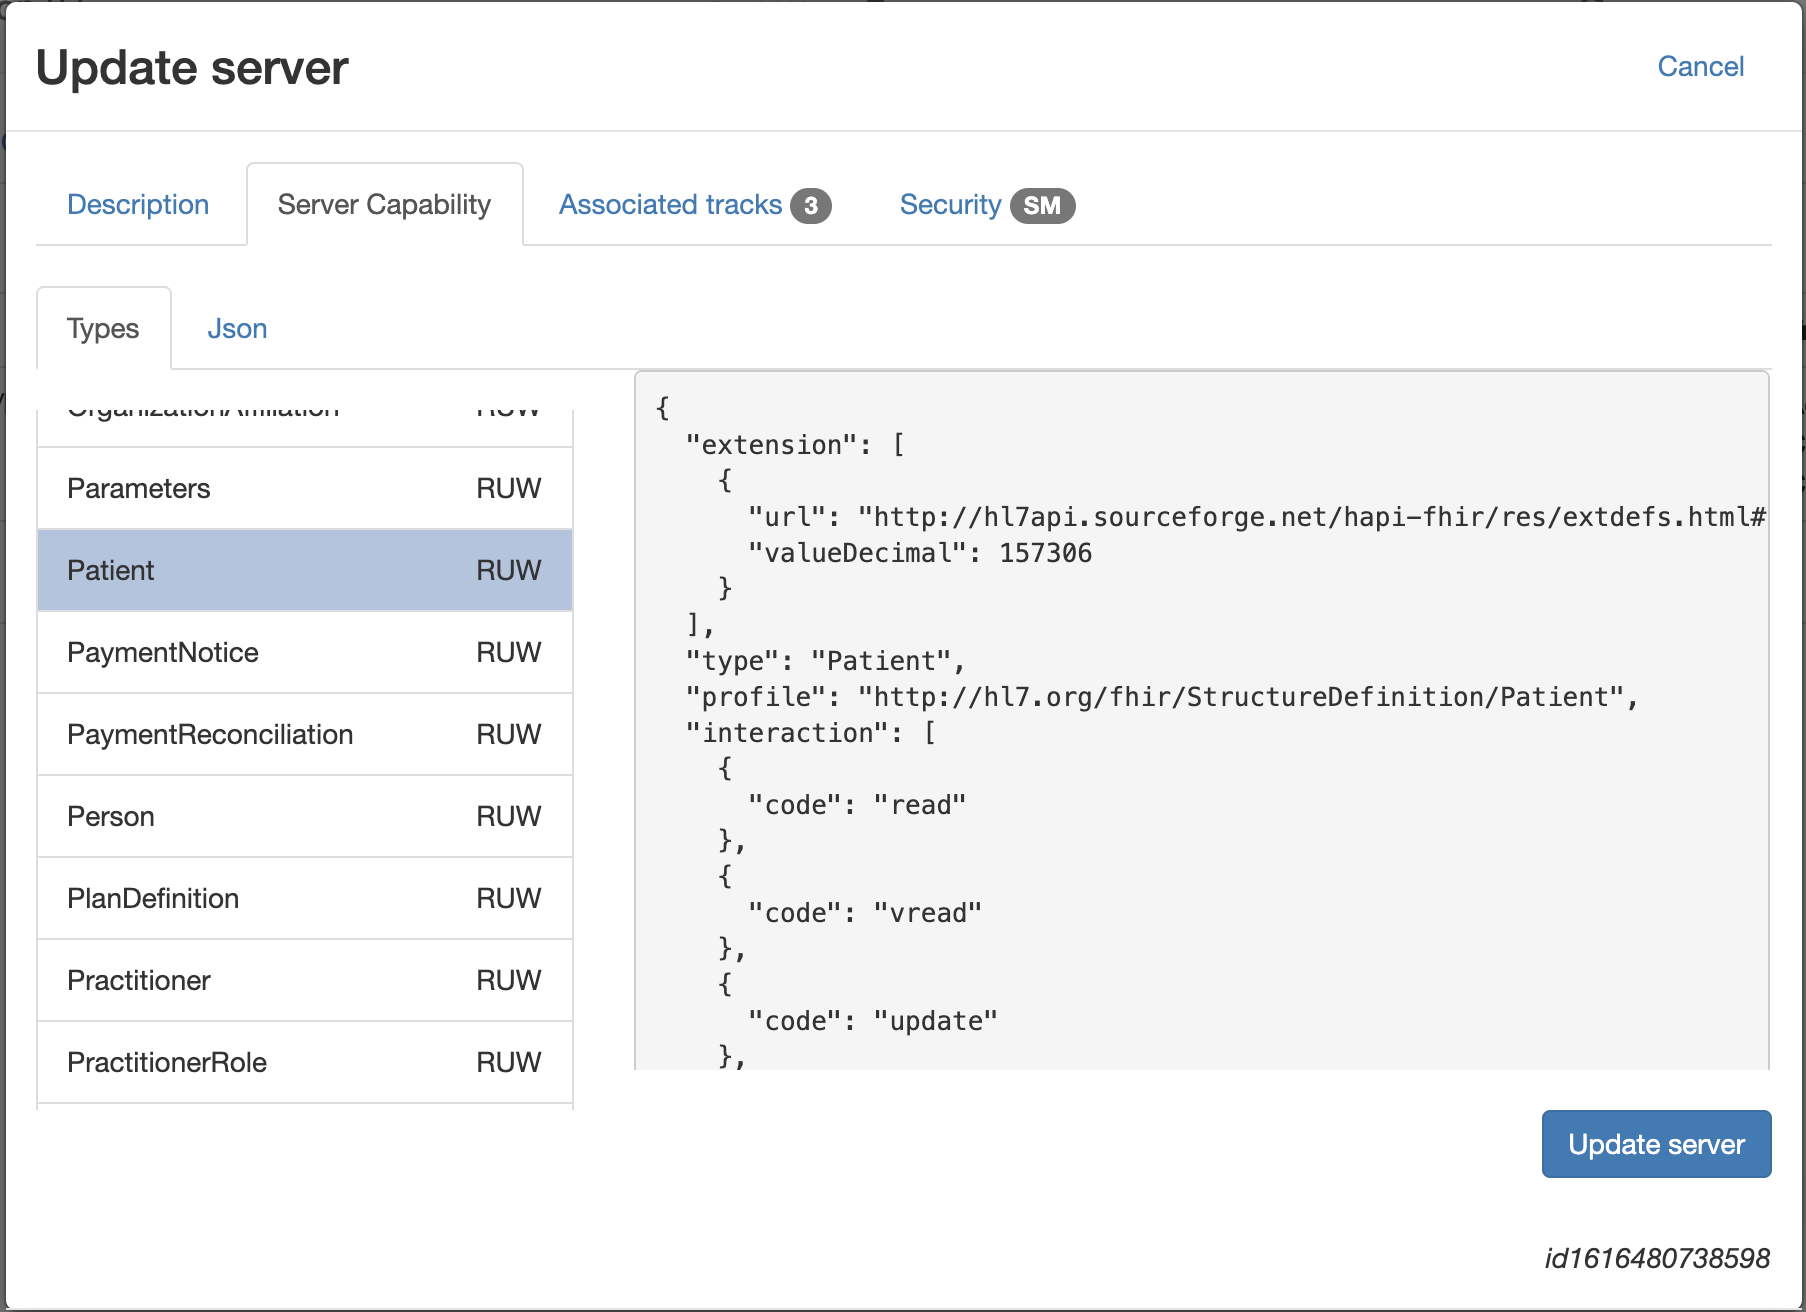 Update server
Cancel
Description
Server Capability
Associated tracks 3
Security SM
Types
Json
OrganizationAffiliation RUW
Parameters RUW
Patient RUW
PaymentNotice RUW
PaymentReconciliation RUW
Person RUW
PlanDefinition RUW
Practitioner RUW
PractitionerRole RUW
{
"extension": [
{
"url": "http://hl7api.sourceforge.net/hapi-fhir/res/extdefs.html#
"valueDecimal": 157306
}
],
"type": "Patient",
"profile": "http://hl7.org/fhir/StructureDefinition/Patient",
"interaction": [
{
"code": "read"
},
{
"code": "vread"
},
{
"code": "update"
},
Update server
id1616480738598